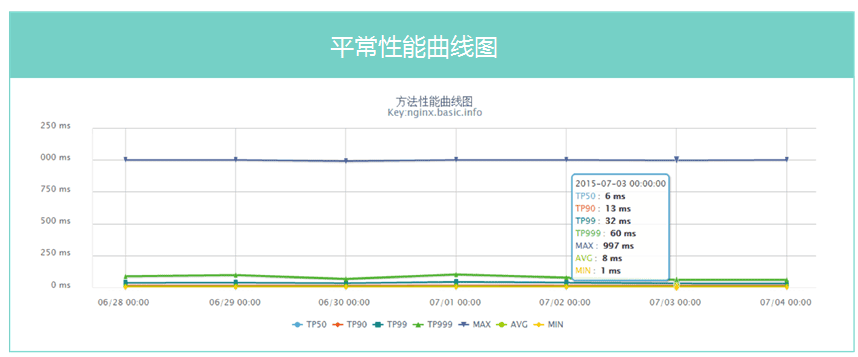 平常性能曲线图
方法性能曲线图
Key:nginx.basic.info
250 ms
000 ms
750 ms
500 ms
250 ms
0 ms
2015-07-03 00:00:00
TP50 : 6 ms
TP90 : 13 ms
TP99 : 32 ms
TP999 : 60 ms
MAX : 997 ms
AVG : 8 ms
MIN : 1 ms
06/28 00:00 06/29 00:00 06/30 00:00 07/01 00:00 07/02 00:00 07/03 00:00 07/04 00:00
TP50 TP90 TP99 TP999 MAX AVG MIN